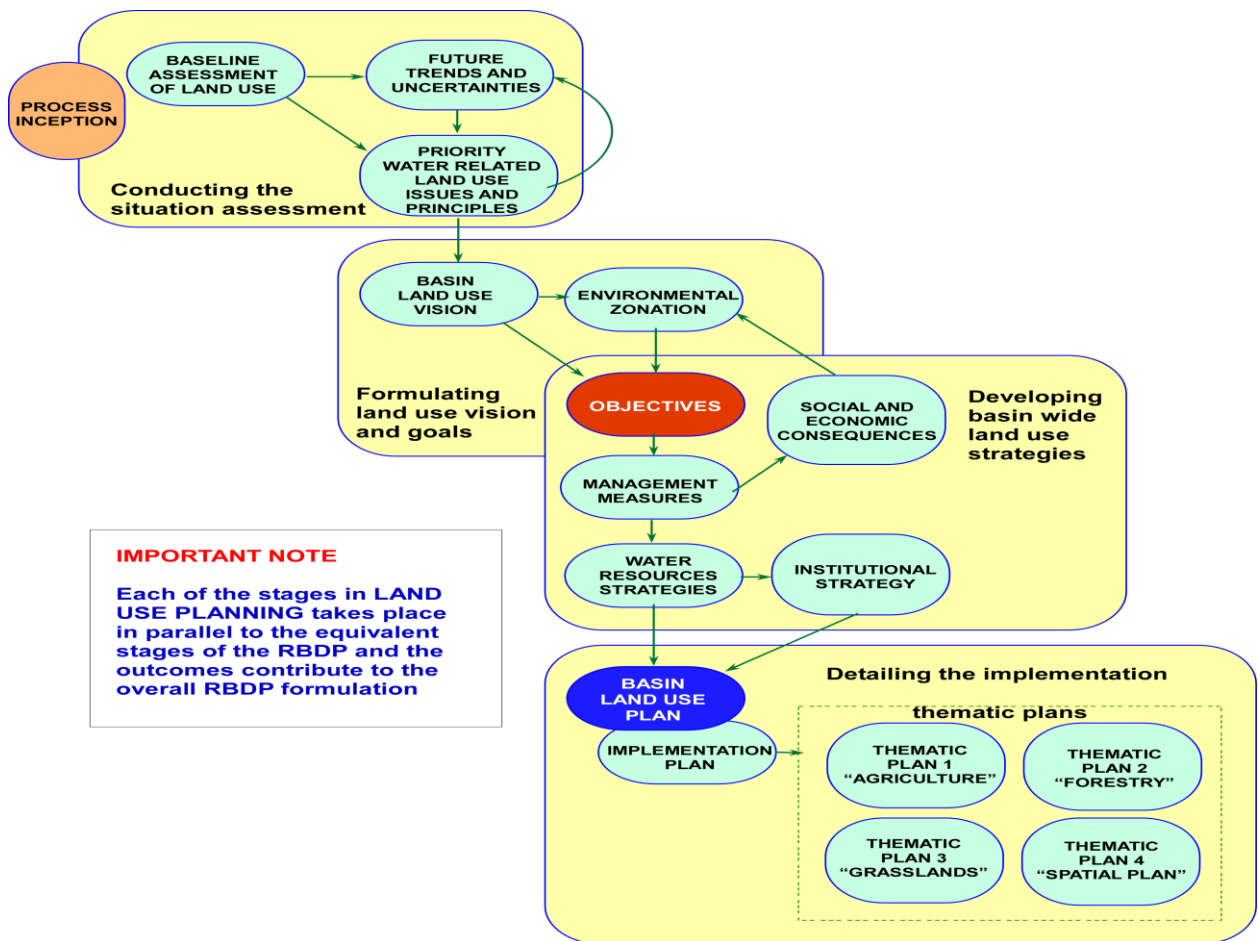 PROCESS
INCEPTION
BASELINE
ASSESSMENT
OF LAND USE
FUTURE
TRENDS AND
UNCERTAINTIES
PRIORITY
WATER RELATED
LAND USE
ISSUES AND
PRINCIPLES
Conducting the
situation assessment
BASIN
LAND USE
VISION
ENVIRONMENTAL
ZONATION
Formulating
land use vision
and goals
OBJECTIVES
SOCIAL AND
ECONOMIC
CONSEQUENCES
Developing
basin wide
land use
strategies
MANAGEMENT
MEASURES
WATER
RESOURCES
STRATEGIES
INSTITUTIONAL
STRATEGY
IMPORTANT NOTE
Each of the stages in LAND
USE PLANNING takes place
in parallel to the equivalent
stages of the RBDP and the
outcomes contribute to the
overall RBDP formulation
BASIN
LAND USE
PLAN
IMPLEMENTATION
PLAN
Detailing the implementation
thematic plans
THEMATIC
PLAN 1
“AGRICULTURE”
THEMATIC
PLAN 2
“FORESTRY”
THEMATIC
PLAN 3
“GRASSLANDS”
THEMATIC
PLAN 4
“SPATIAL PLAN”